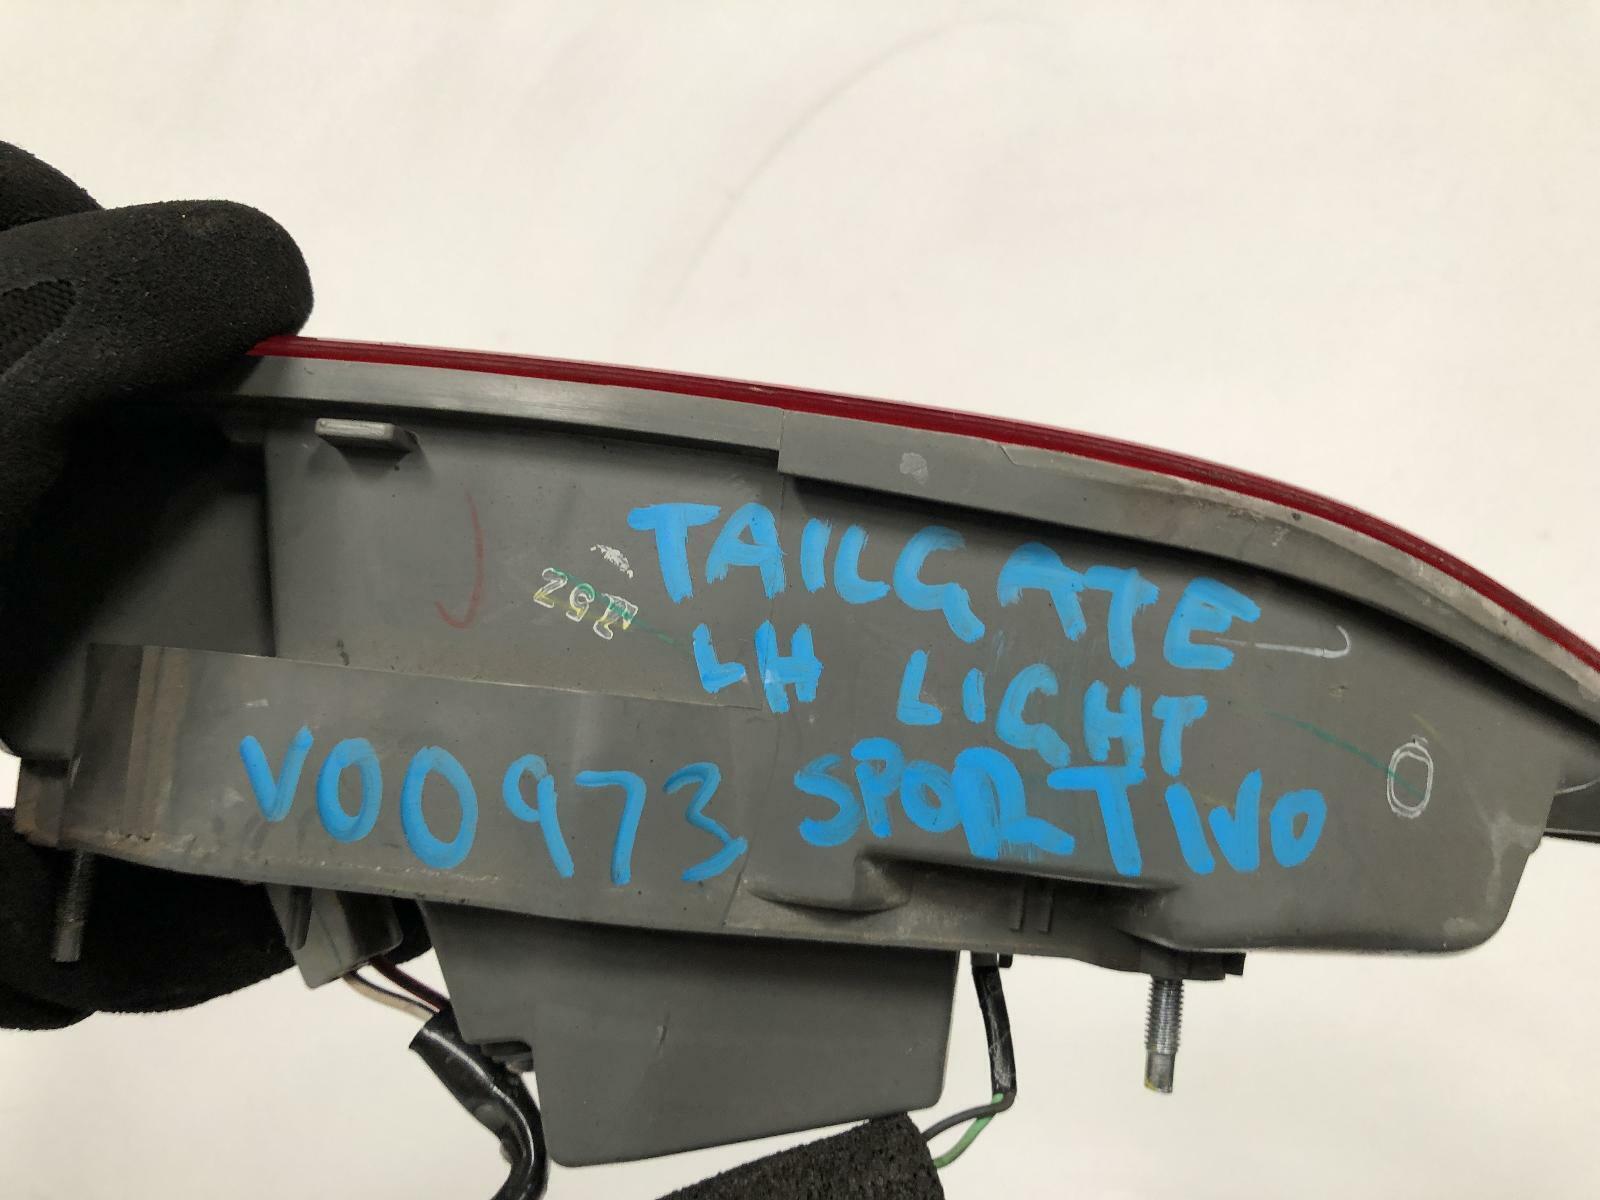 TAILGATE
LH LIGHT
V00973 SPORTIVO